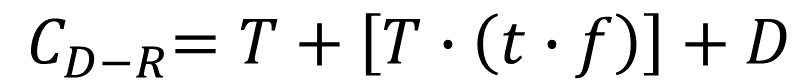 C_{D−R} = T + [T · (t · f)] + D